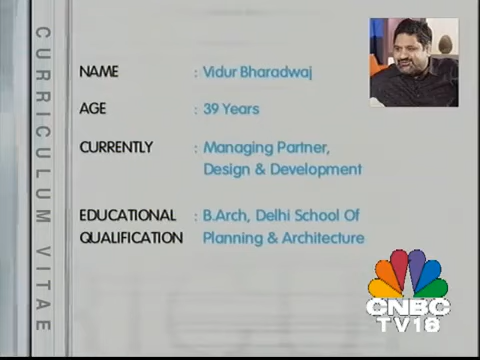 CURRICULUM VITAE
NAME : Vidur Bharadwaj
AGE : 39 Years
CURRENTLY : Managing Partner,
Design & Development
EDUCATIONAL : B.Arch, Delhi School Of
QUALIFICATION Planning & Architecture
CNBC
TV18